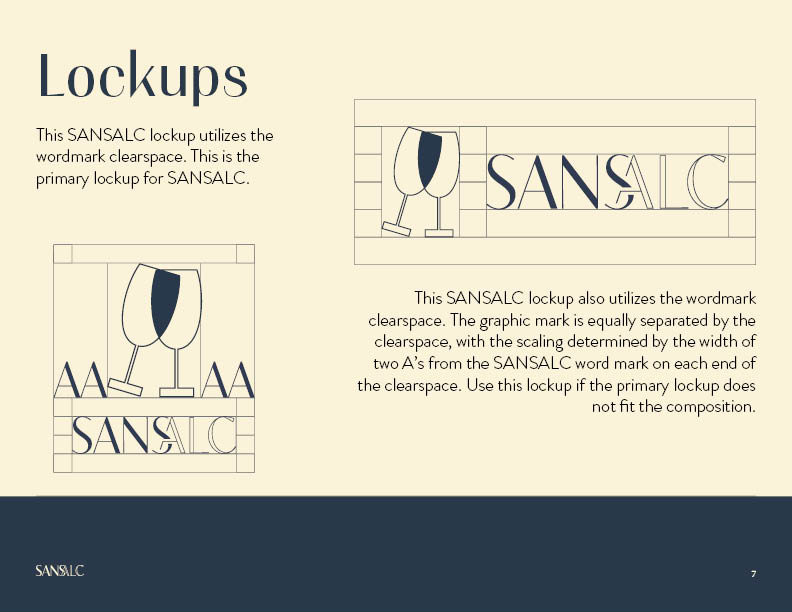 Lockups
This SANSALC lockup utilizes the
wordmark clearspace. This is the
primary lockup for SANSALC.
SANSALC
This SANSALC lockup also utilizes the wordmark
clearspace. The graphic mark is equally separated by the
clearspace, with the scaling determined by the width of
two A’s from the SANSALC word mark on each end of
the clearspace. Use this lockup if the primary lockup does
not fit the composition.
AA AA
SANSALC
SANSALC
7